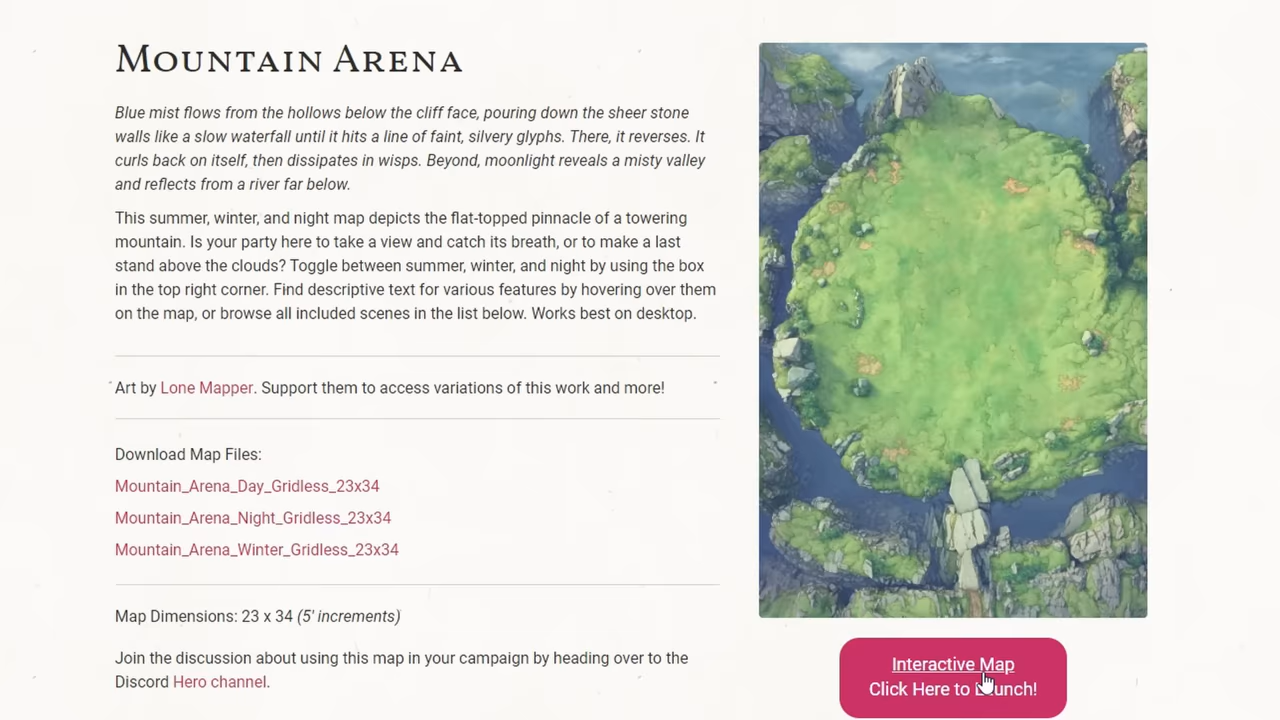 Mountain Arena
Blue mist flows from the hollows below the cliff face, pouring down the sheer stone
walls like a slow waterfall until it hits a line of faint, silvery glyphs. There, it reverses. It
curls back on itself, then dissipates in wisps. Beyond, moonlight reveals a misty valley
and reflects from a river far below.
This summer, winter, and night map depicts the flat-topped pinnacle of a towering
mountain. Is your party here to take a view and catch its breath, or to make a last
stand above the clouds? Toggle between summer, winter, and night by using the box
in the top right corner. Find descriptive text for various features by hovering over them
on the map, or browse all included scenes in the list below. Works best on desktop.
Art by Lone Mapper. Support them to access variations of this work and more!
Download Map Files:
Mountain_Arena_Day_Gridless_23x34
Mountain_Arena_Night_Gridless_23x34
Mountain_Arena_Winter_Gridless_23x34
Map Dimensions: 23 x 34 (5' increments)
Join the discussion about using this map in your campaign by heading over to the
Discord Hero channel.
Interactive Map
Click Here to Launch!